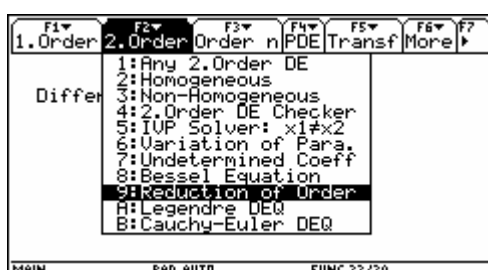 F1▼ F2▼ F3▼ F4▼ F5▼ F6▼ F7
1.Order 2.Order Order n PDE Transf More ▶
1:Any 2.Order DE
2:Homogeneous
Differ 3:Non-Homogeneous
4:2.Order DE Checker
5:IVP Solver: x1≠x2
6:Variation of Para.
7:Undetermined Coeff
8:Bessel Equation
9:Reduction of Order
A:Legendre DEQ
B:Cauchy-Euler DEQ
MAIN RAD AUTO FUNC